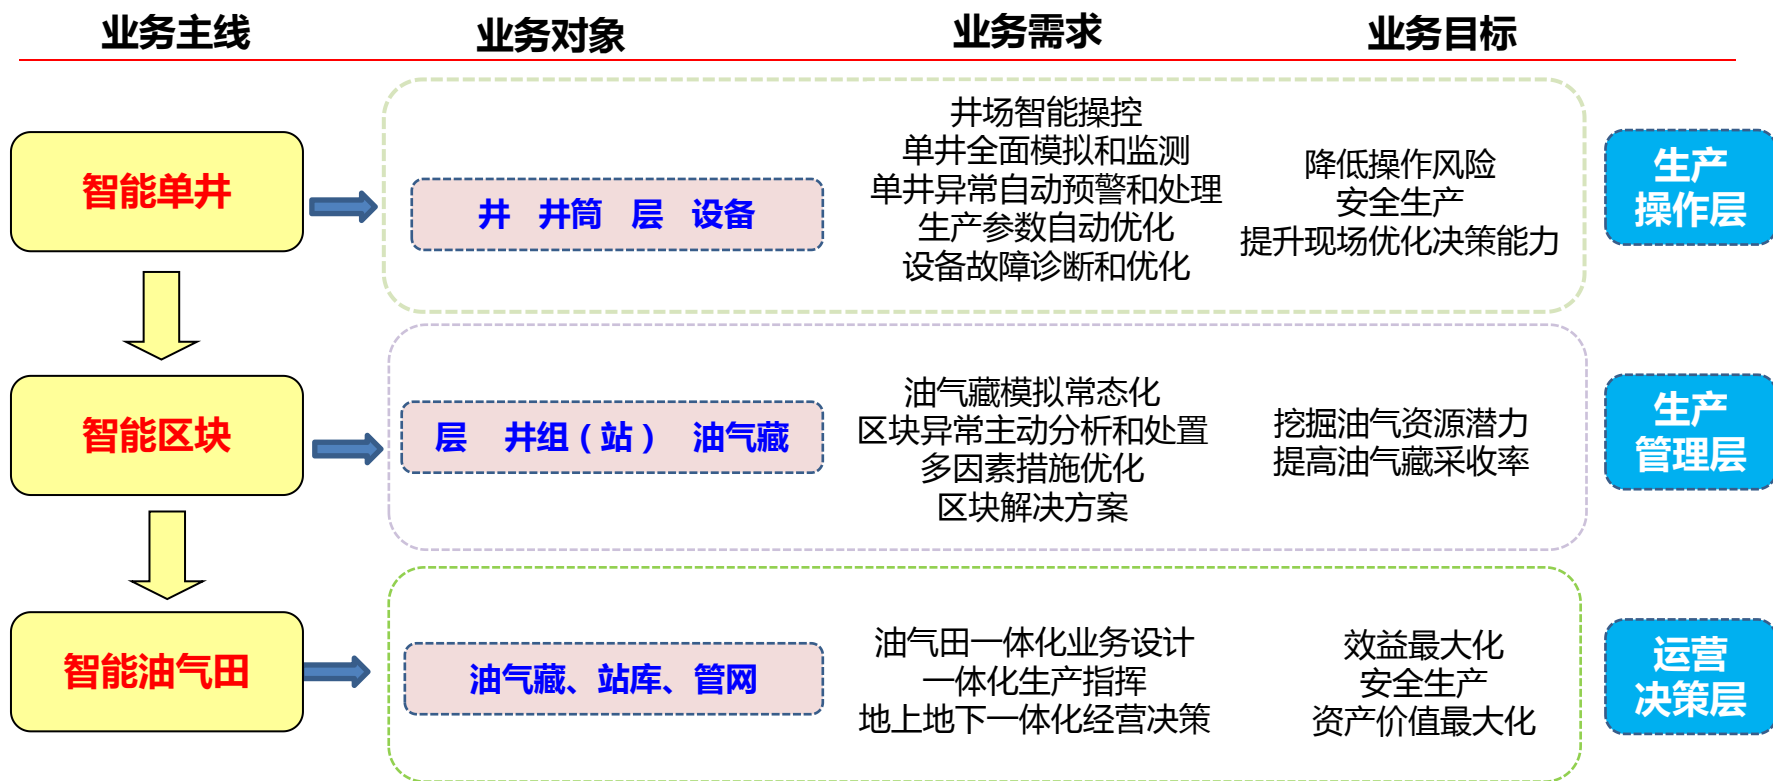 业务主线
业务对象
业务需求
业务目标
智能单井
井 井筒 层 设备
井场智能操控
单井全面模拟和监测
单井异常自动预警和处理
生产参数自动优化
设备故障诊断和优化
降低操作风险
安全生产
提升现场优化决策能力
生产
操作层
智能区块
层 井组（站） 油气藏
油气藏模拟常态化
区块异常主动分析和处置
多因素措施优化
区块解决方案
挖掘油气资源潜力
提高油气藏采收率
生产
管理层
智能油气田
油气藏、站库、管网
油气田一体化业务设计
一体化生产指挥
地上地下一体化经营决策
效益最大化
安全生产
资产价值最大化
运营
决策层